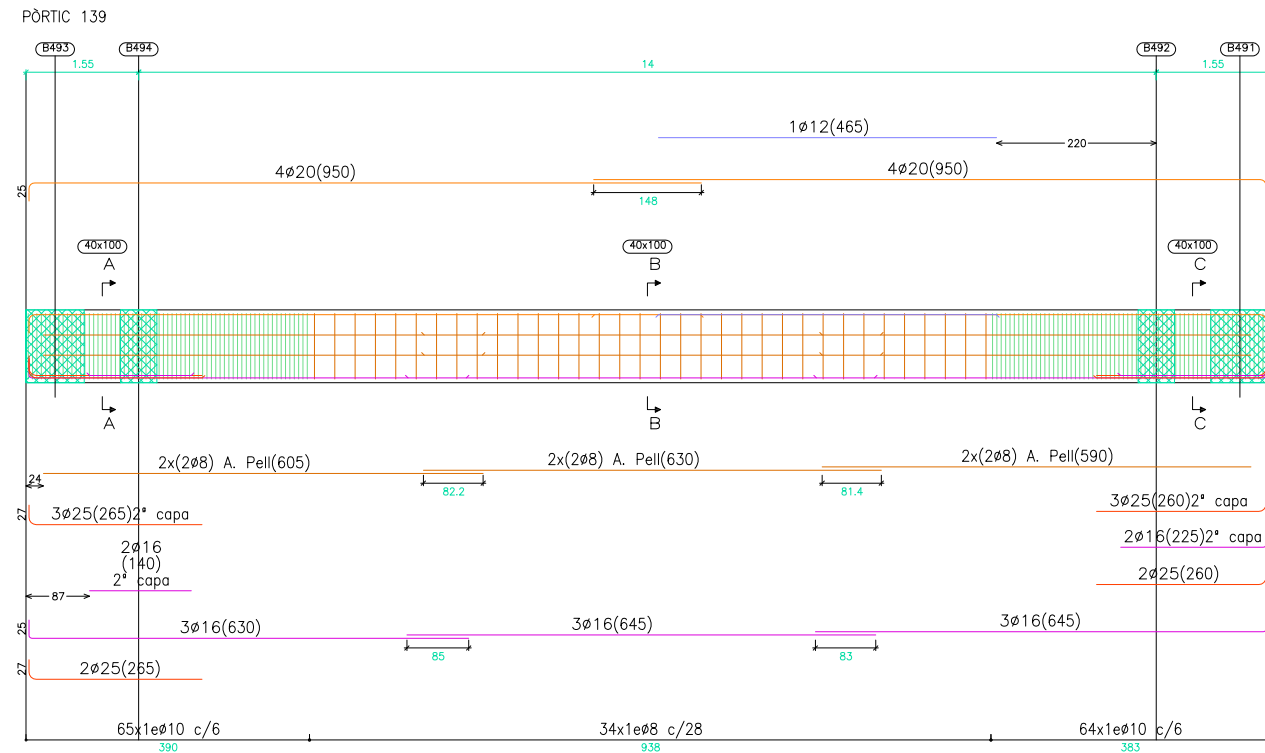 PÒRTIC 139
B493 B494 B492 B491
1.55 14 1.55
1ø12(465)
220
4ø20(950) 4ø20(950)
25
148
40x100 40x100 40x100
A B C
A B C
2x(2ø8) A. Pell(605) 2x(2ø8) A. Pell(630) 2x(2ø8) A. Pell(590)
24
82.2 81.4
27
3ø25(265)2ª capa 3ø25(260)2ª capa
2ø16
(140)
2ª capa
2ø16(225)2ª capa
2ø25(260)
87
25
3ø16(630) 3ø16(645) 3ø16(645)
85 83
27
2ø25(265)
65x1eø10 c/6 34x1eø8 c/28 64x1eø10 c/6
390 938 383